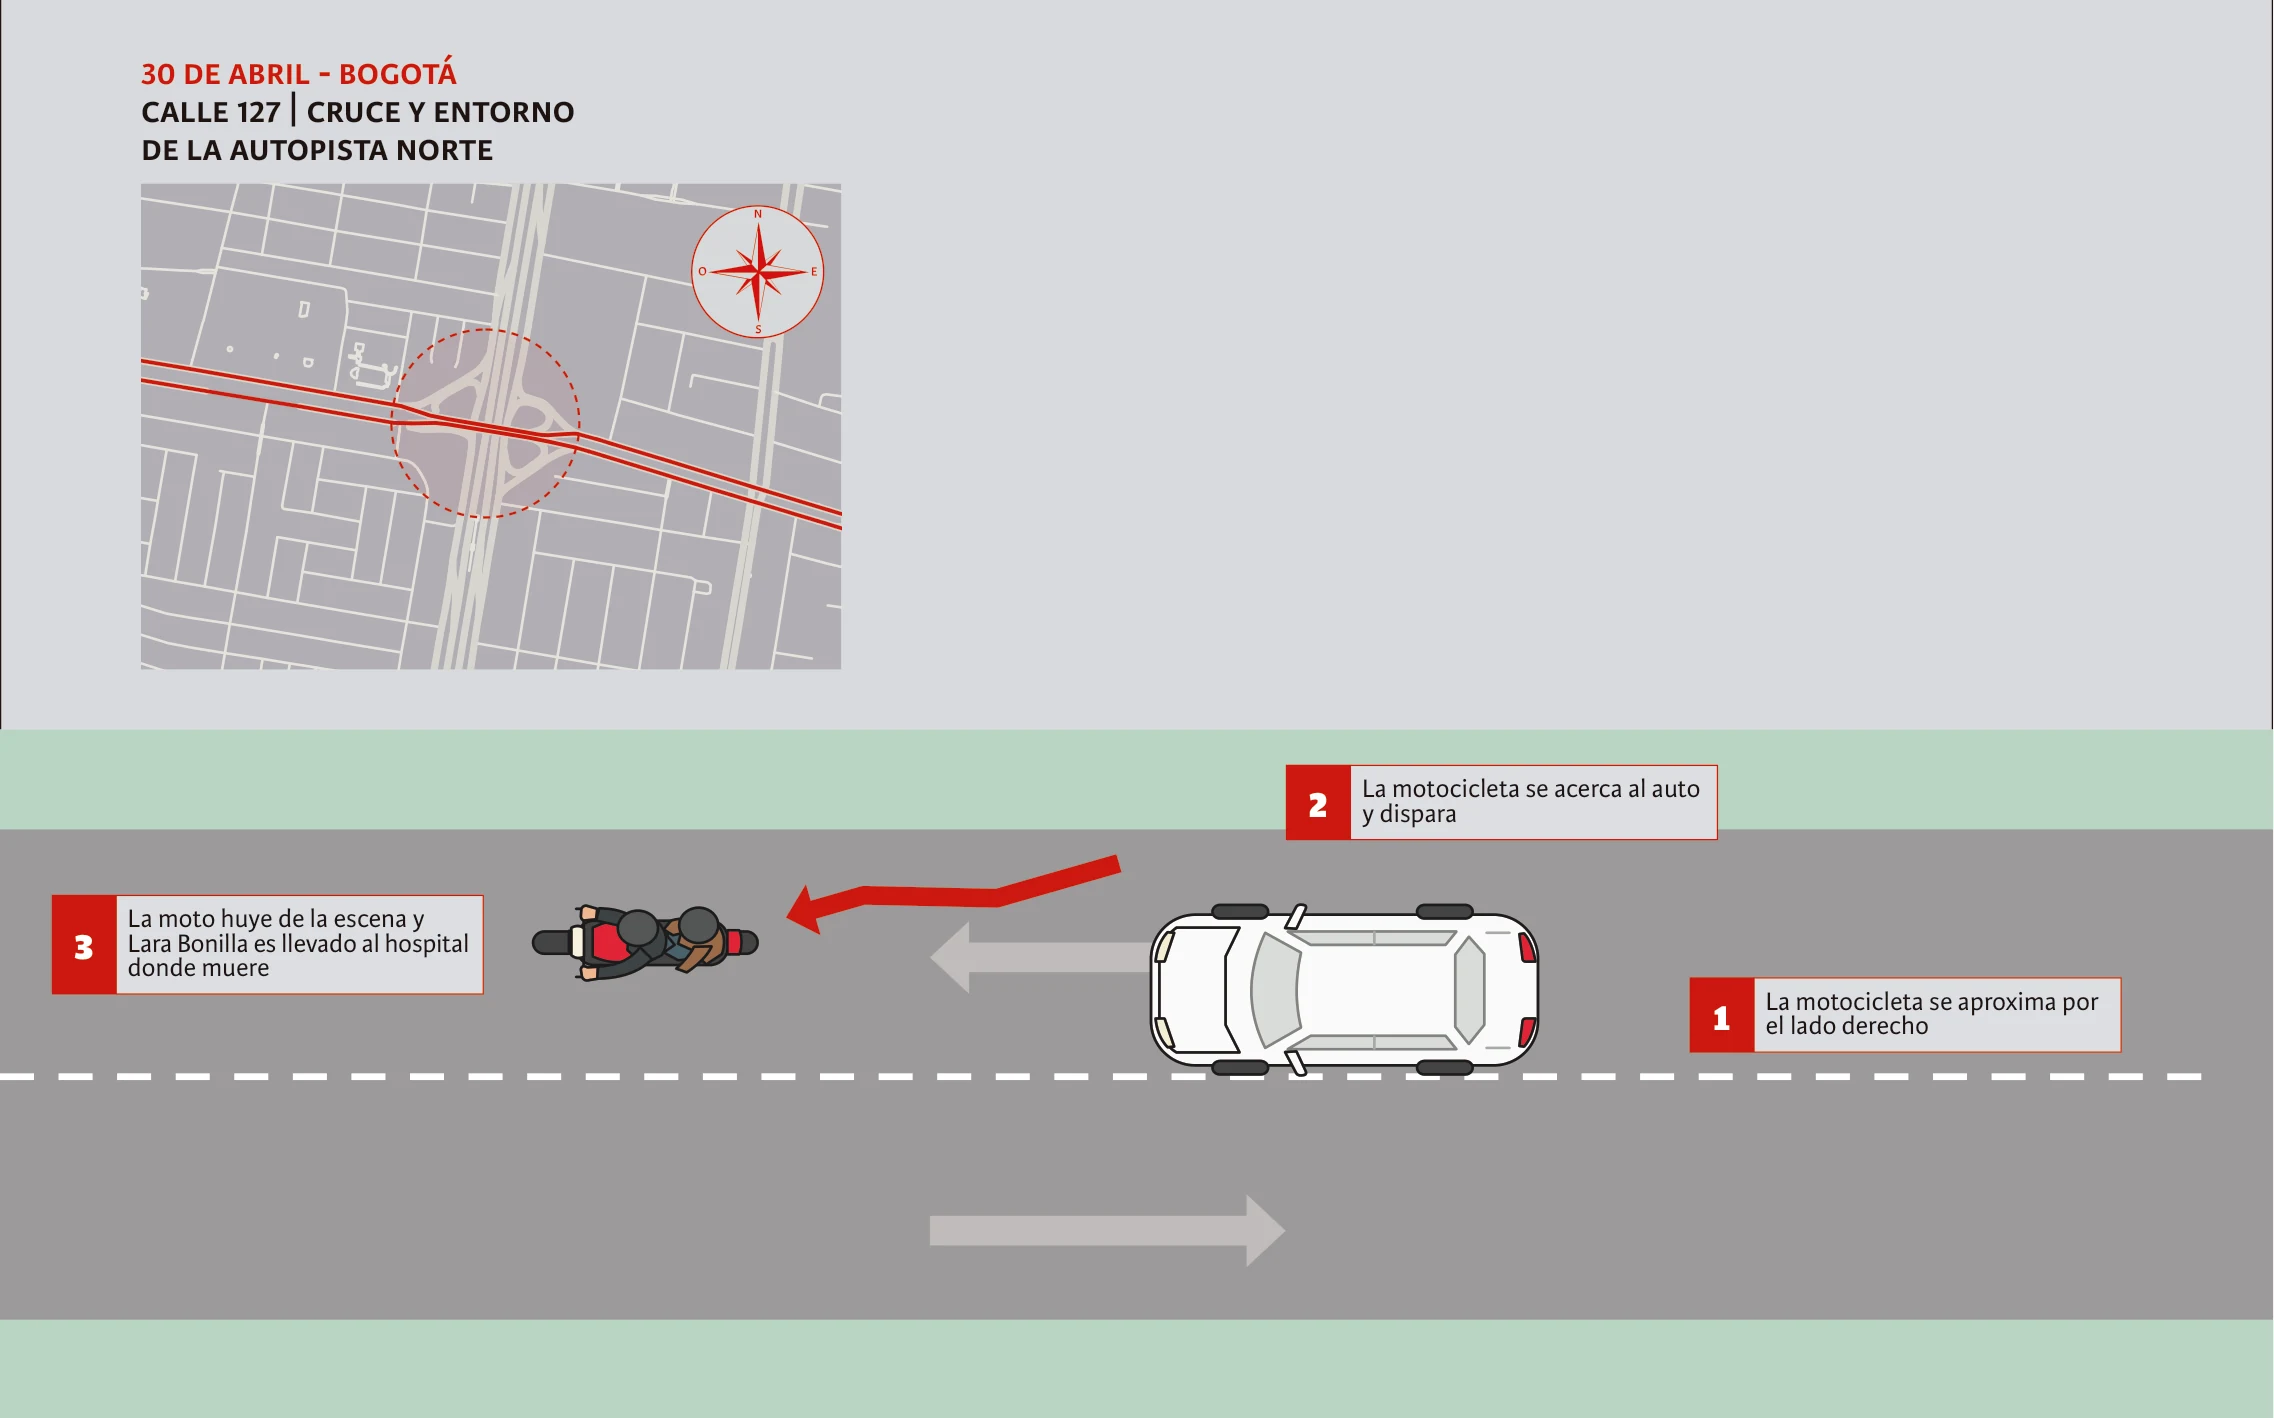 30 DE ABRIL - BOGOTÁ
CALLE 127 | CRUCE Y ENTORNO
DE LA AUTOPISTA NORTE
N
O
E
S
2
La motocicleta se acerca al auto
y dispara
3
La moto huye de la escena y
Lara Bonilla es llevado al hospital
donde muere
1
La motocicleta se aproxima por
el lado derecho